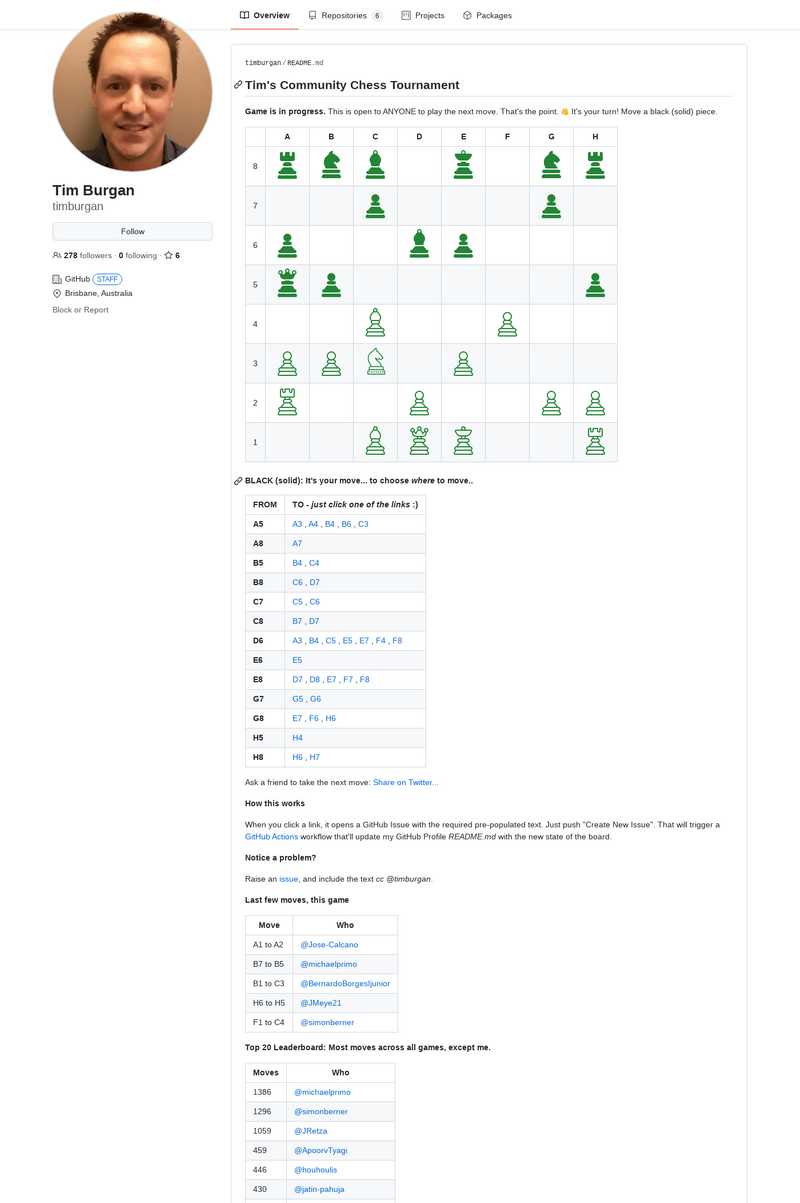 Overview Repositories 6 Projects Packages
Tim Burgan
timburgan
Follow
278 followers · 0 following · 6
GitHub STAFF
Brisbane, Australia
Block or Report
timburgan / README.md
Tim's Community Chess Tournament
Game is in progress. This is open to ANYONE to play the next move. That's the point. 👋 It's your turn! Move a black (solid) piece.
A B C D E F G H
8
7
6
5
4
3
2
1
BLACK (solid): It's your move... to choose where to move..
FROM TO - just click one of the links :)
A5 A3 , A4 , B4 , B6 , C3
A8 A7
B5 B4 , C4
B8 C6 , D7
C7 C5 , C6
C8 B7 , D7
D6 A3 , B4 , C5 , E5 , E7 , F4 , F8
E6 E5
E8 D7 , D8 , E7 , F7 , F8
G7 G5 , G6
G8 E7 , F6 , H6
H5 H4
H8 H6 , H7
Ask a friend to take the next move: Share on Twitter...
How this works
When you click a link, it opens a GitHub Issue with the required pre-populated text. Just push "Create New Issue". That will trigger a
GitHub Actions workflow that'll update my GitHub Profile README.md with the new state of the board.
Notice a problem?
Raise an issue, and include the text cc @timburgan.
Last few moves, this game
Move Who
A1 to A2 @Jose-Calcano
B7 to B5 @michaelprimo
B1 to C3 @BernardoBorgesIjunior
H6 to H5 @JMeye21
F1 to C4 @simonberner
Top 20 Leaderboard: Most moves across all games, except me.
Moves Who
1386 @michaelprimo
1296 @simonberner
1059 @JRetza
459 @ApoorvTyagi
446 @houhoulis
430 @jatin-pahuja